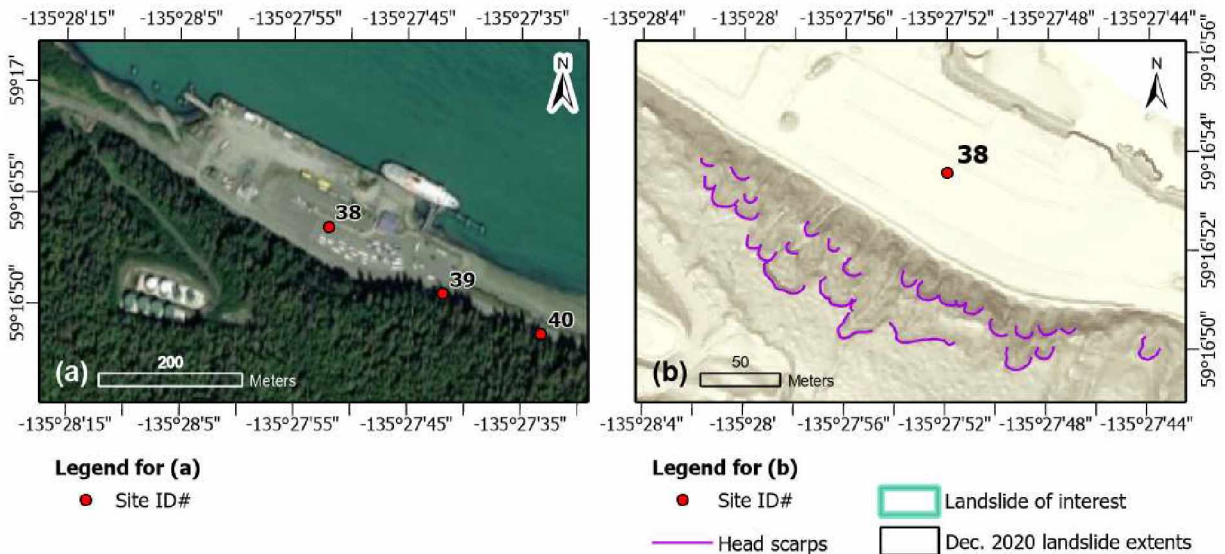 -135°28'15" -135°28'5" -135°27'55" -135°27'45" -135°27'35"
59°17'
59°16'55"
59°16'50"
N
38
39
40
(a)
200
Meters
-135°28'15" -135°28'5" -135°27'55" -135°27'45" -135°27'35"
Legend for (a)
Site ID#
-135°28'4" -135°28' -135°27'56" -135°27'52" -135°27'48" -135°27'44"
N
38
59°16'56"
59°16'54"
59°16'52"
59°16'50"
(b)
50
Meters
-135°28'4" -135°28' -135°27'56" -135°27'52" -135°27'48" -135°27'44"
Legend for (b)
Site ID#
Landslide of interest
Head scarps
Dec. 2020 landslide extents